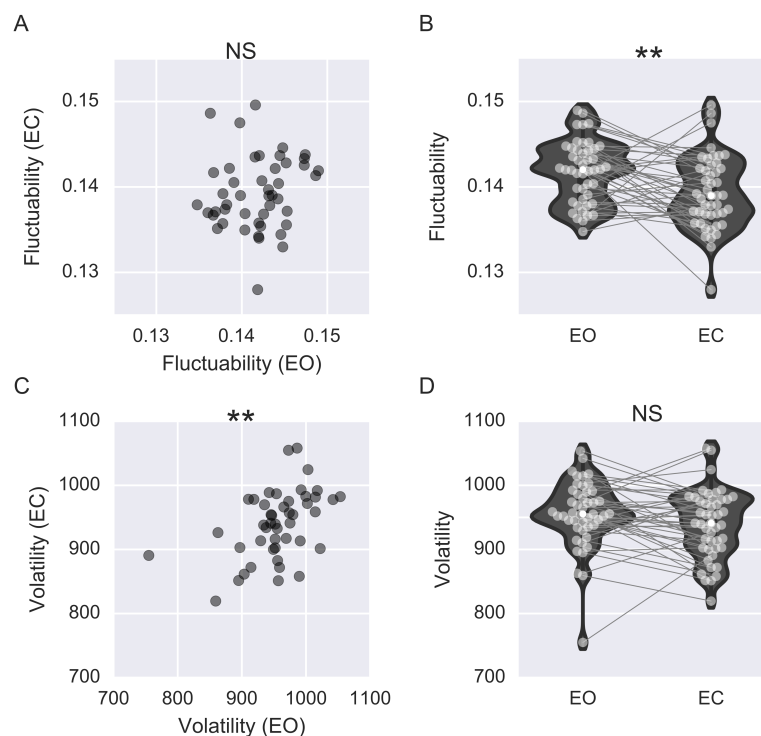 A
NS
Fluctuability (EC)
0.15
0.14
0.13
0.13 0.14 0.15
Fluctuability (EO)
B
**
Fluctuability
0.15
0.14
0.13
EO EC
C
**
Volatility (EC)
1100
1000
900
800
700
700 800 900 1000 1100
Volatility (EO)
D
NS
Volatility
1100
1000
900
800
700
EO EC